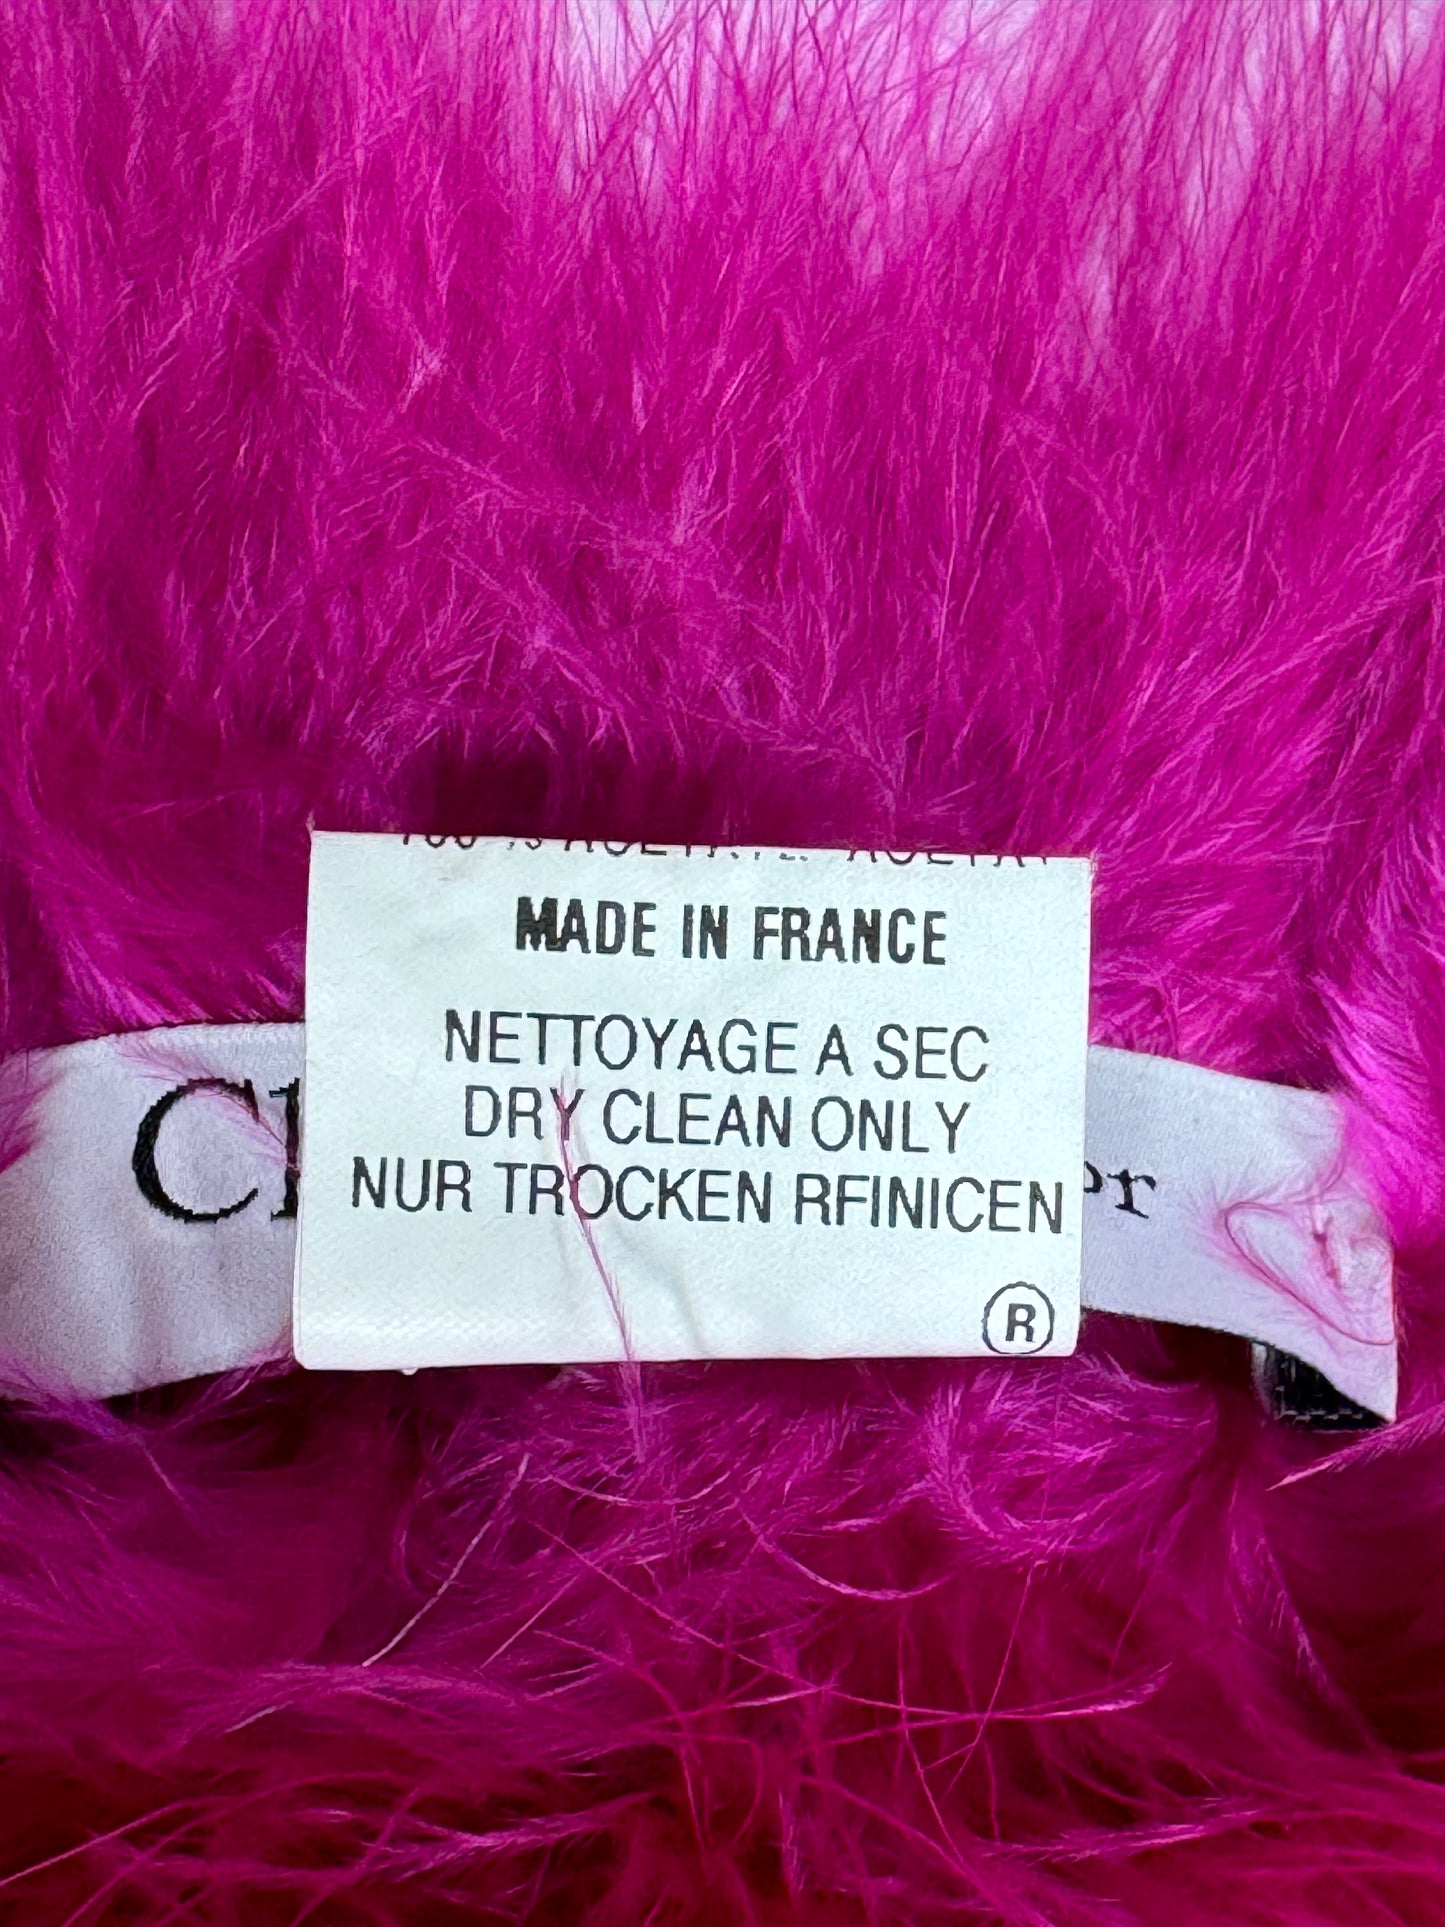 MADE IN FRANCE
NETTOYAGE A SEC
DRY CLEAN ONLY
NUR TROCKEN RFINICEN
R